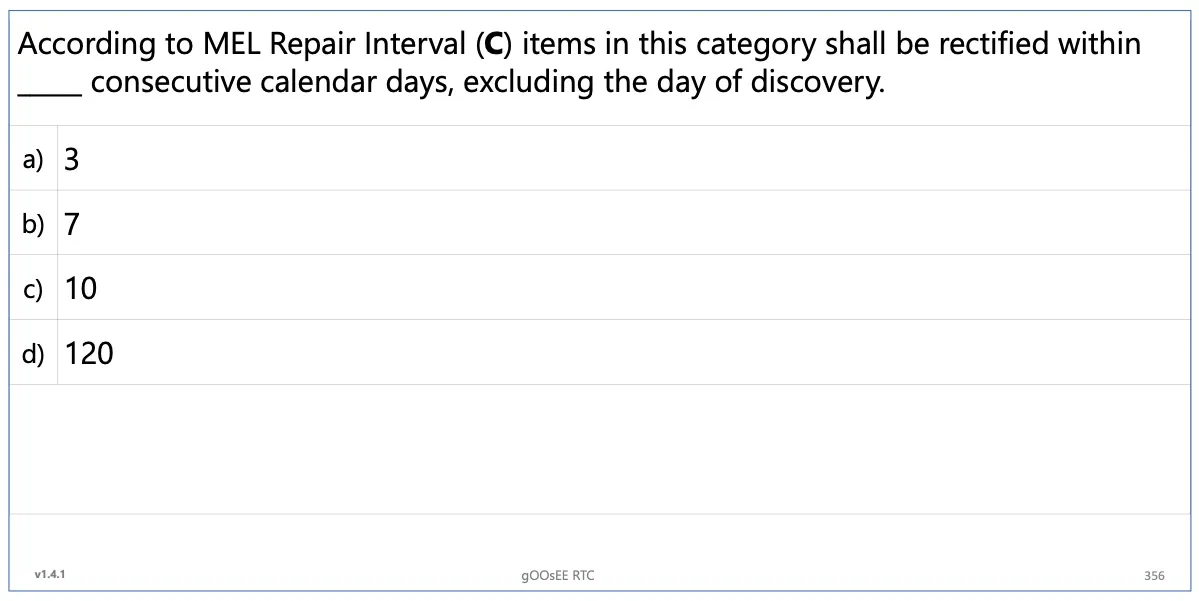 According to MEL Repair Interval (C) items in this category shall be rectified within
_____ consecutive calendar days, excluding the day of discovery.
a) 3
b) 7
c) 10
d) 120
v1.4.1 gOOsEE RTC 356